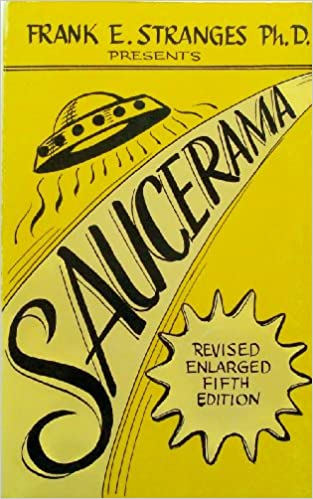 FRANK E. STRANGES Ph.D.
PRESENTS
SAUCERAMA
REVISED
ENLARGED
FIFTH
EDITION